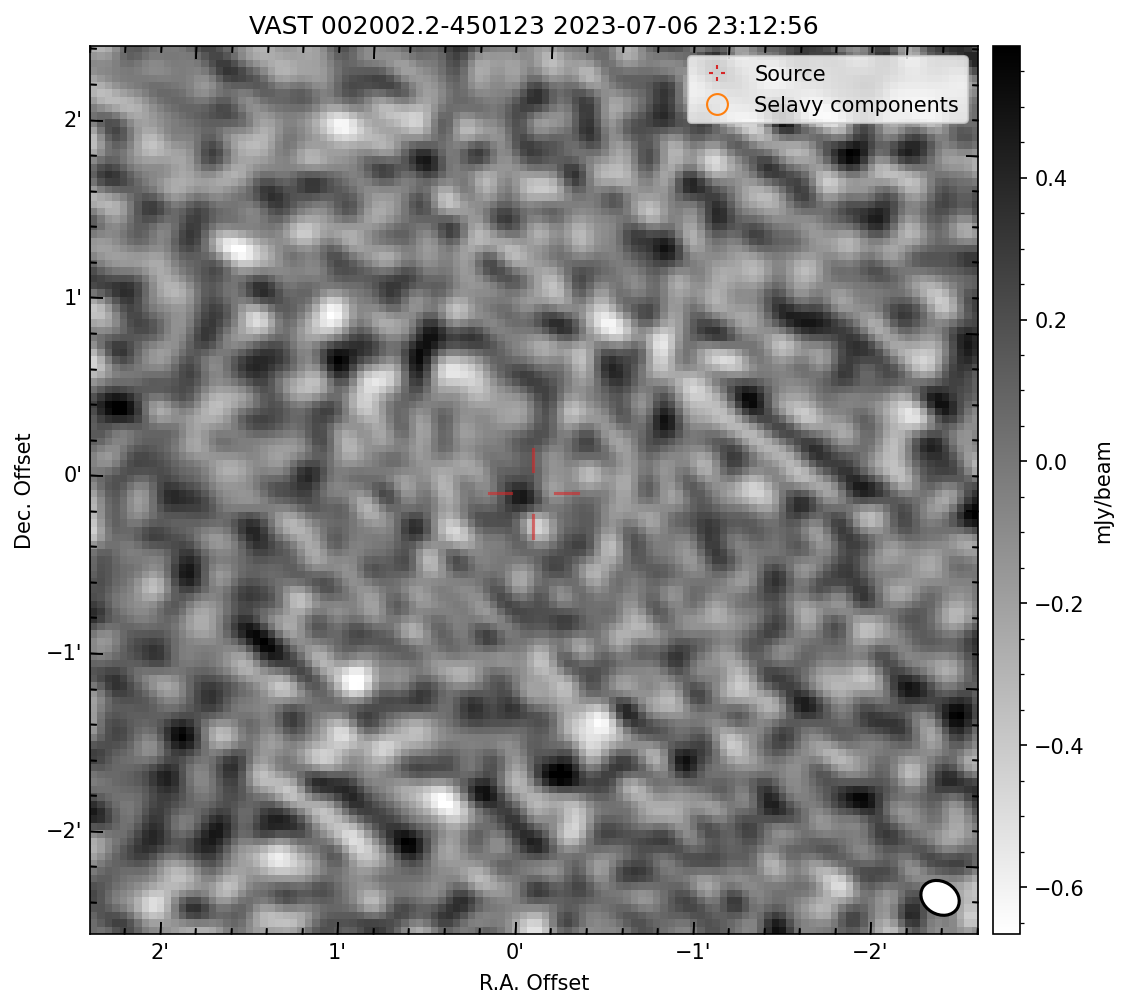 VAST 002002.2-450123 2023-07-06 23:12:56
Source
Selavy components
2'
1'
0'
−1'
−2'
Dec. Offset
2'
1'
0'
−1'
−2'
R.A. Offset
0.4
0.2
0.0
−0.2
−0.4
−0.6
mJy/beam